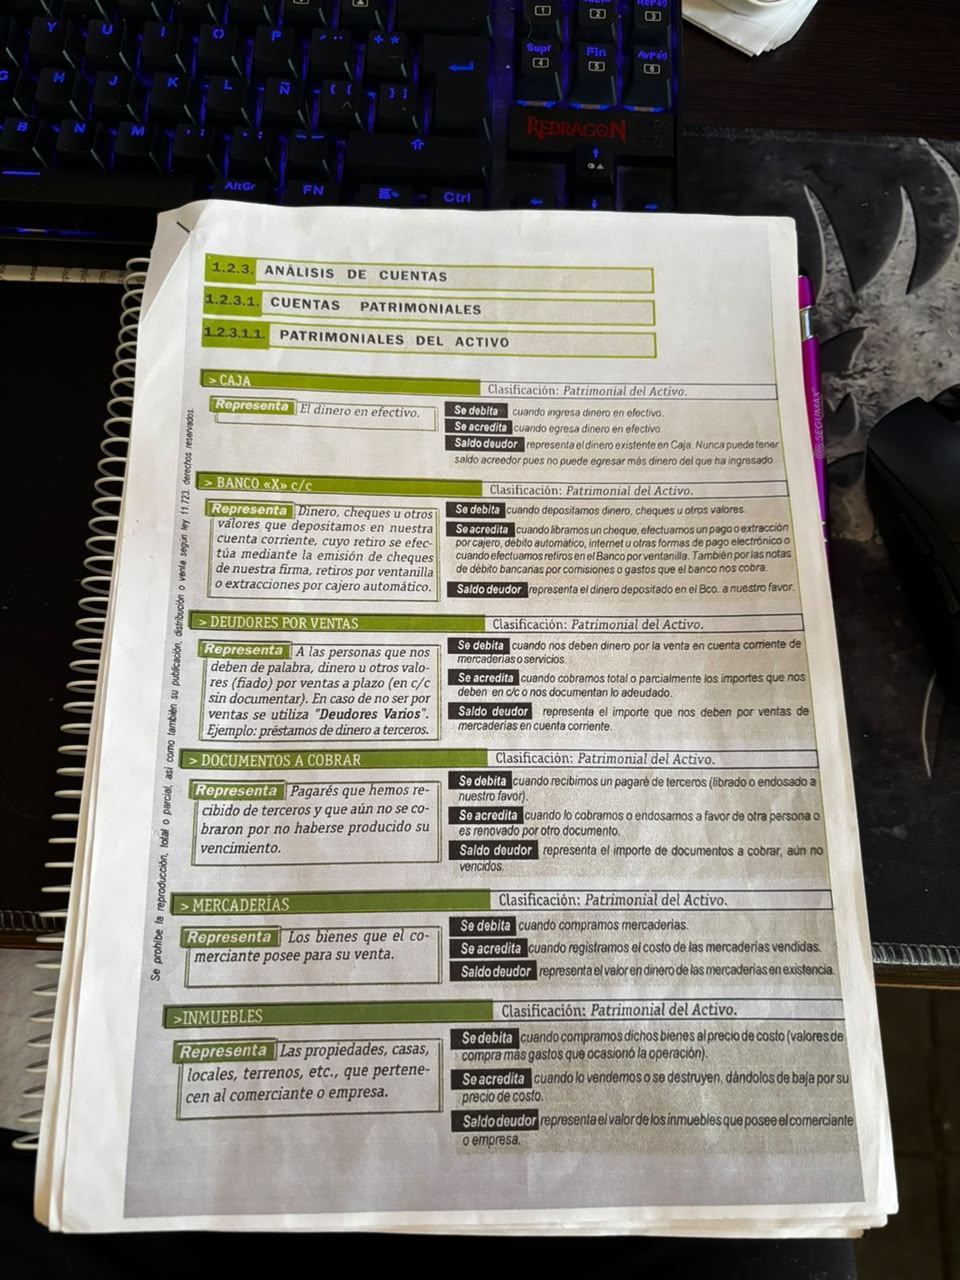 Y U I O P
Supr
Fin
AvPág
G H J K L Ñ
B N M
REDRAGON
AltGr FN Ctrl
1.2.3. ANÁLISIS DE CUENTAS
1.2.3.1. CUENTAS PATRIMONIALES
1.2.3.1.1. PATRIMONIALES DEL ACTIVO
> CAJA
Clasificación: Patrimonial del Activo.
Representa El dinero en efectivo.
Se debita cuando ingresa dinero en efectivo.
Se acredita cuando egresa dinero en efectivo.
Saldo deudor representa el dinero existente en Caja. Nunca puede tener
saldo acreedor pues no puede egresar más dinero del que ha ingresado.
> BANCO «X» c/c
Clasificación: Patrimonial del Activo.
Representa Dinero, cheques u otros
valores que depositamos en nuestra
cuenta corriente, cuyo retiro se efec-
túa mediante la emisión de cheques
de nuestra firma, retiros por ventanilla
o extracciones por cajero automático.
Se debita cuando depositamos dinero, cheques u otros valores.
Se acredita cuando libramos un cheque, efectuamos un pago o extracción
por cajero, débito automático, internet u otras formas de pago electrónico o
cuando efectuamos retiros en el Banco por ventanilla. También por las notas
de débito bancarias por comisiones o gastos que el banco nos cobra.
Saldo deudor representa el dinero depositado en el Bco. a nuestro favor.
> DEUDORES POR VENTAS
Clasificación: Patrimonial del Activo.
Representa A las personas que nos
deben de palabra, dinero u otros valo-
res (fiado) por ventas a plazo (en c/c
sin documentar). En caso de no ser por
ventas se utiliza "Deudores Varios".
Ejemplo: préstamos de dinero a terceros.
Se debita cuando nos deben dinero por la venta en cuenta corriente de
mercaderías o servicios.
Se acredita cuando cobramos total o parcialmente los importes que nos
deben en c/c o nos documentan lo adeudado.
Saldo deudor representa el importe que nos deben por ventas de
mercaderías en cuenta corriente.
> DOCUMENTOS A COBRAR
Clasificación: Patrimonial del Activo.
Representa Pagarés que hemos re-
cibido de terceros y que aún no se co-
braron por no haberse producido su
vencimiento.
Se debita cuando recibimos un pagaré de terceros (librado o endosado a
nuestro favor).
Se acredita cuando lo cobramos o endosamos a favor de otra persona o
es renovado por otro documento.
Saldo deudor representa el importe de documentos a cobrar, aún no
vencidos.
> MERCADERÍAS
Clasificación: Patrimonial del Activo.
Representa Los bienes que el co-
merciante posee para su venta.
Se debita cuando compramos mercaderías.
Se acredita cuando registramos el costo de las mercaderías vendidas.
Saldo deudor representa el valor en dinero de las mercaderías en existencia.
>INMUEBLES
Clasificación: Patrimonial del Activo.
Representa Las propiedades, casas,
locales, terrenos, etc., que pertene-
cen al comerciante o empresa.
Se debita cuando compramos dichos bienes al precio de costo (valores de
compra más gastos que ocasionó la operación).
Se acredita cuando lo vendemos o se destruyen, dándolos de baja por su
precio de costo.
Saldo deudor representa el valor de los inmuebles que posee el comerciante
o empresa.
Se prohibe la reproducción, total o parcial, así como también su publicación, distribución o venta según ley 11.723. derechos reservados.
SEGUMAX